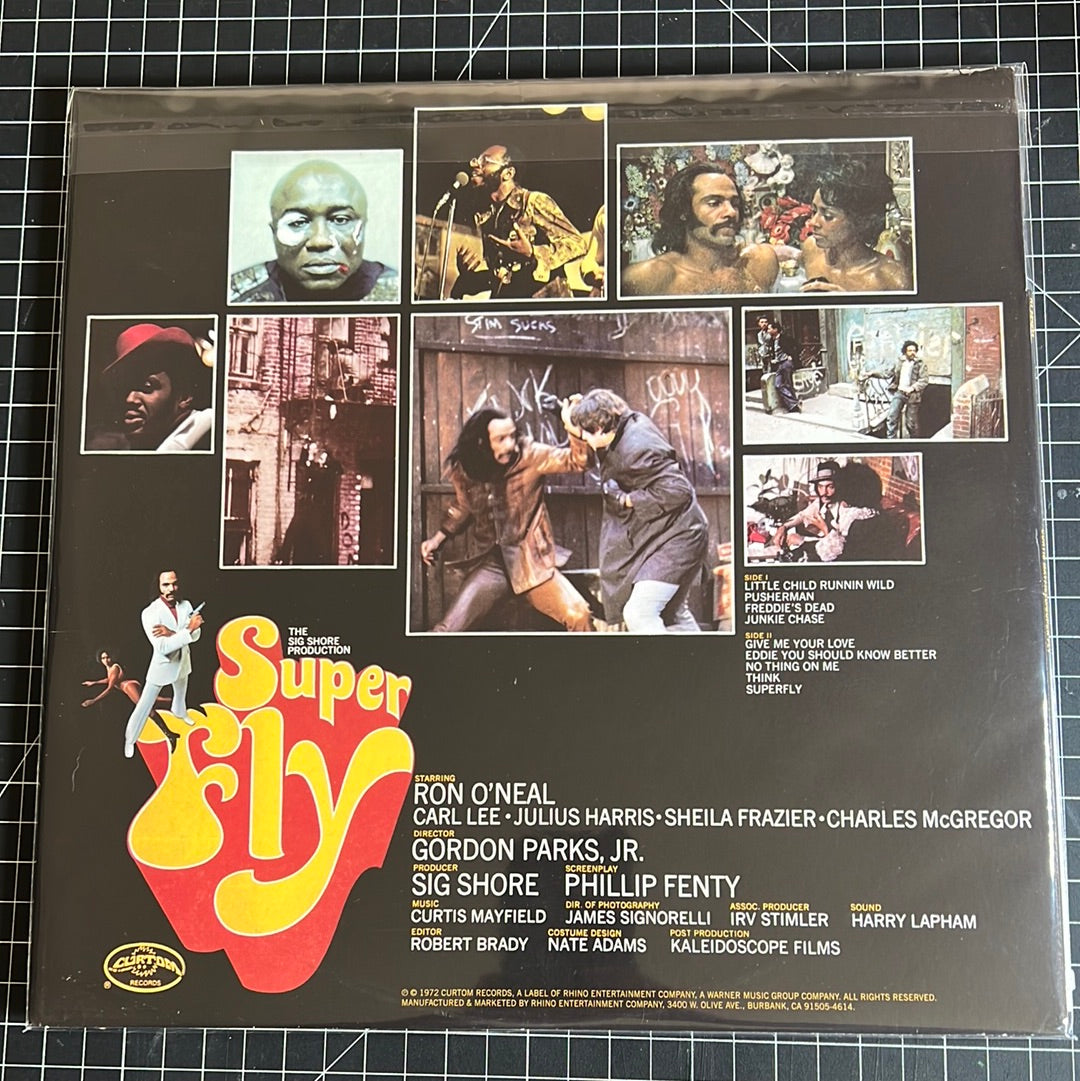 STIM SUCKS
SIDE I
LITTLE CHILD RUNNIN WILD
PUSHERMAN
FREDDIE'S DEAD
JUNKIE CHASE
SIDE II
GIVE ME YOUR LOVE
EDDIE YOU SHOULD KNOW BETTER
NO THING ON ME
THINK
SUPERFLY
THE
SIG SHORE
PRODUCTION
Super
Fly
STARRING
RON O'NEAL
CARL LEE • JULIUS HARRIS • SHEILA FRAZIER • CHARLES McGREGOR
DIRECTOR
GORDON PARKS, JR.
PRODUCER SCREENPLAY
SIG SHORE PHILLIP FENTY
MUSIC DIR. OF PHOTOGRAPHY ASSOC. PRODUCER SOUND
CURTIS MAYFIELD JAMES SIGNORELLI IRV STIMLER HARRY LAPHAM
EDITOR COSTUME DESIGN POST PRODUCTION
ROBERT BRADY NATE ADAMS KALEIDOSCOPE FILMS
CURTOM
RECORDS
®
℗ © 1972 CURTOM RECORDS, A LABEL OF RHINO ENTERTAINMENT COMPANY, A WARNER MUSIC GROUP COMPANY. ALL RIGHTS RESERVED.
MANUFACTURED & MARKETED BY RHINO ENTERTAINMENT COMPANY, 3400 W. OLIVE AVE., BURBANK, CA 91505-4614.